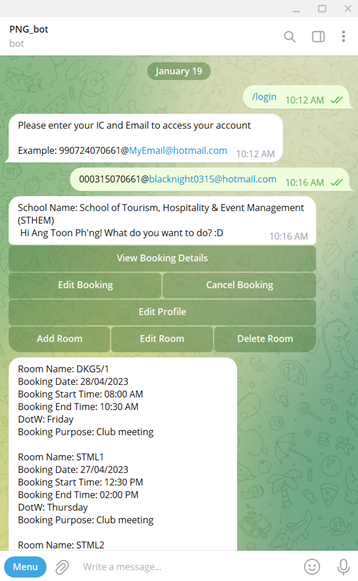 PNG_bot
bot
January 19
/login 10:12 AM
Please enter your IC and Email to access your account
Example: 990724070661@MyEmail@hotmail.com 10:12 AM
000315070661@blacknight0315@hotmail.com 10:16 AM
School Name: School of Tourism, Hospitality & Event Management
(STHEM)
Hi Ang Toon Ph'ng! What do you want to do? :D
10:16 AM
View Booking Details
Edit Booking Cancel Booking
Edit Profile
Add Room Edit Room Delete Room
Room Name: DKG5/1
Booking Date: 28/04/2023
Booking Start Time: 08:00 AM
Booking End Time: 10:30 AM
DotW: Friday
Booking Purpose: Club meeting
Room Name: STML1
Booking Date: 27/04/2023
Booking Start Time: 12:30 PM
Booking End Time: 02:00 PM
DotW: Thursday
Booking Purpose: Club meeting
Room Name: STML2
Menu Write a message...